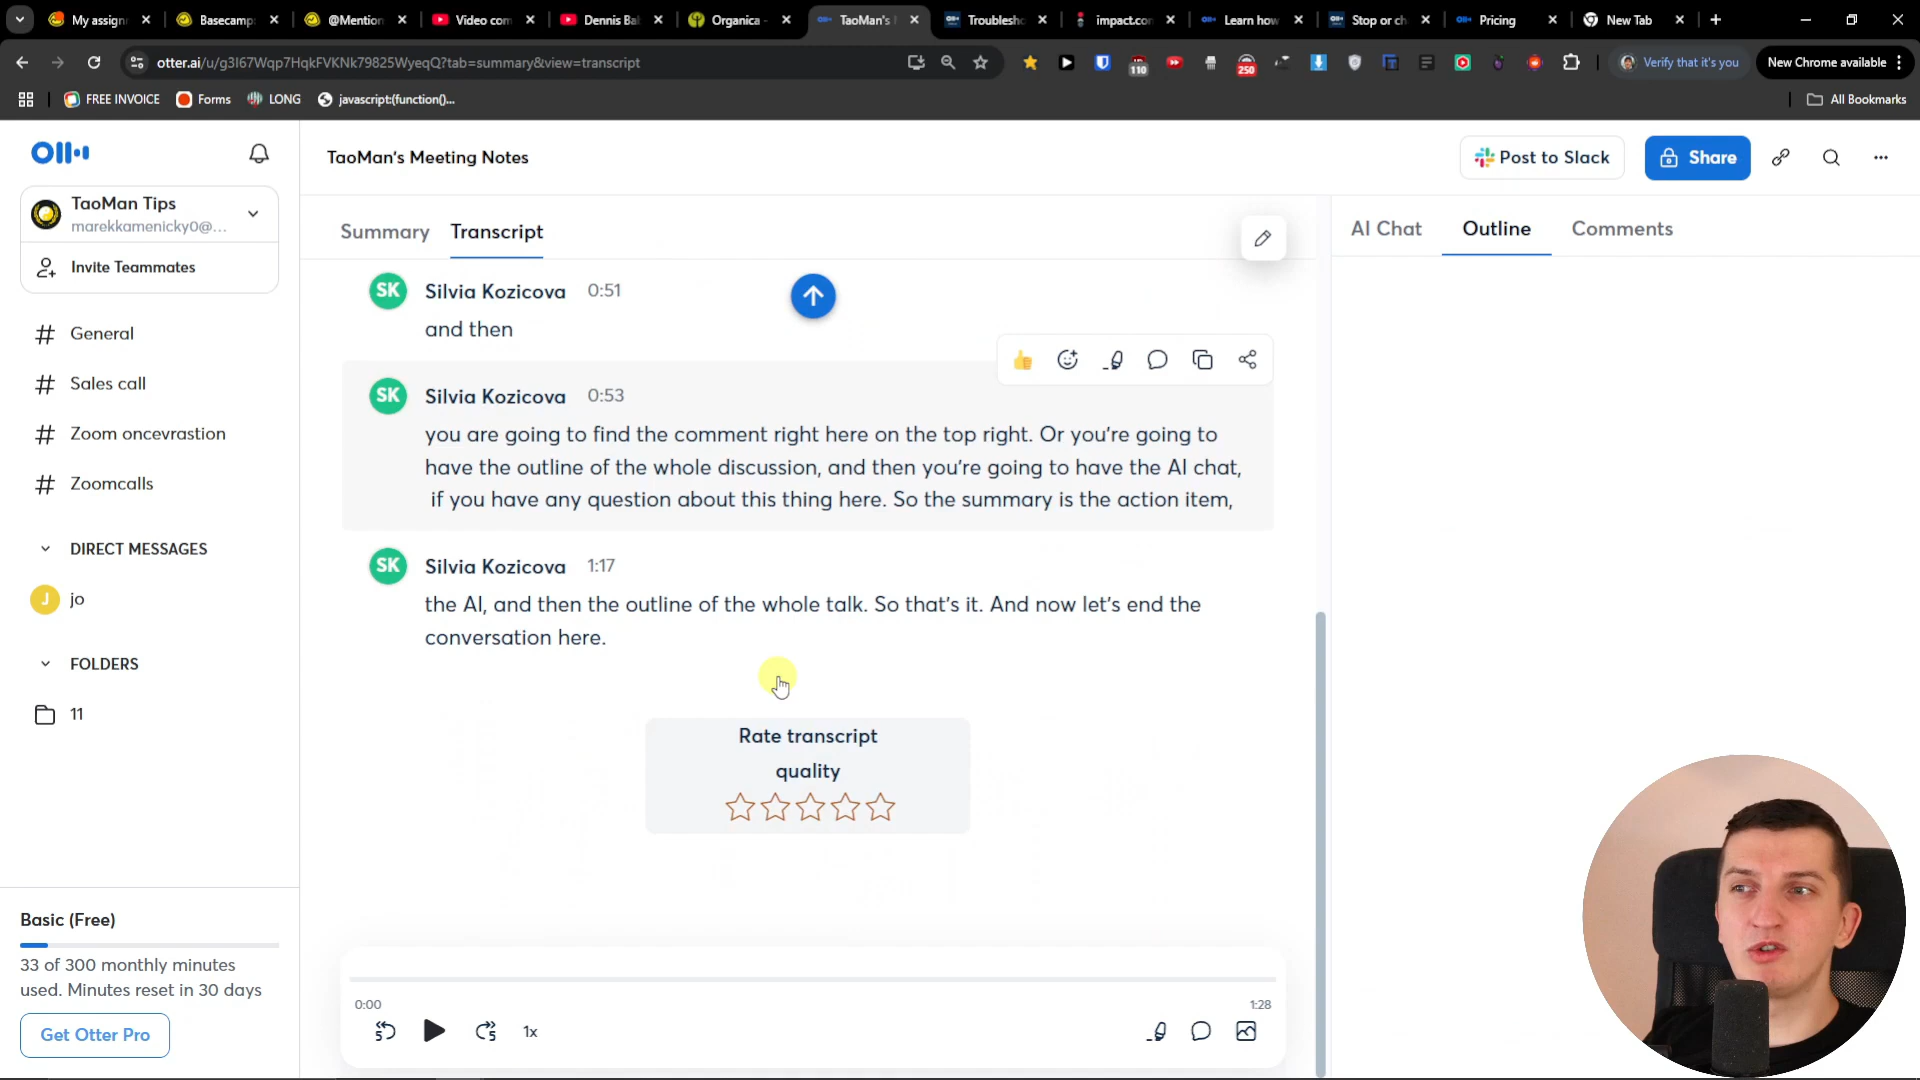 My assignr
Basecamp
@Mention
Video com
Dennis Bal
Organica -
TaoMan's
Troublesh
impact.co
Learn how
Stop or ch
Pricing
New Tab
otter.ai/u/g3I67Wqp7HqkFVKNk79825WyeqQ?tab=summary&view=transcript
110
250
Verify that it's you
New Chrome available
FREE INVOICE
Forms
LONG
javascript:(function()...
All Bookmarks
TaoMan's Meeting Notes
Post to Slack
Share
TaoMan Tips
marekkamenicky0@...
Invite Teammates
Summary
Transcript
AI Chat
Outline
Comments
General
Sales call
Zoom oncevrastion
Zoomcalls
DIRECT MESSAGES
J
jo
FOLDERS
11
SK
Silvia Kozicova 0:51
and then
SK
Silvia Kozicova 0:53
you are going to find the comment right here on the top right. Or you're going to
have the outline of the whole discussion, and then you're going to have the AI chat,
if you have any question about this thing here. So the summary is the action item,
SK
Silvia Kozicova 1:17
the AI, and then the outline of the whole talk. So that's it. And now let's end the
conversation here.
Rate transcript
quality
Basic (Free)
33 of 300 monthly minutes
used. Minutes reset in 30 days
Get Otter Pro
0:00
1:28
5
5
1x